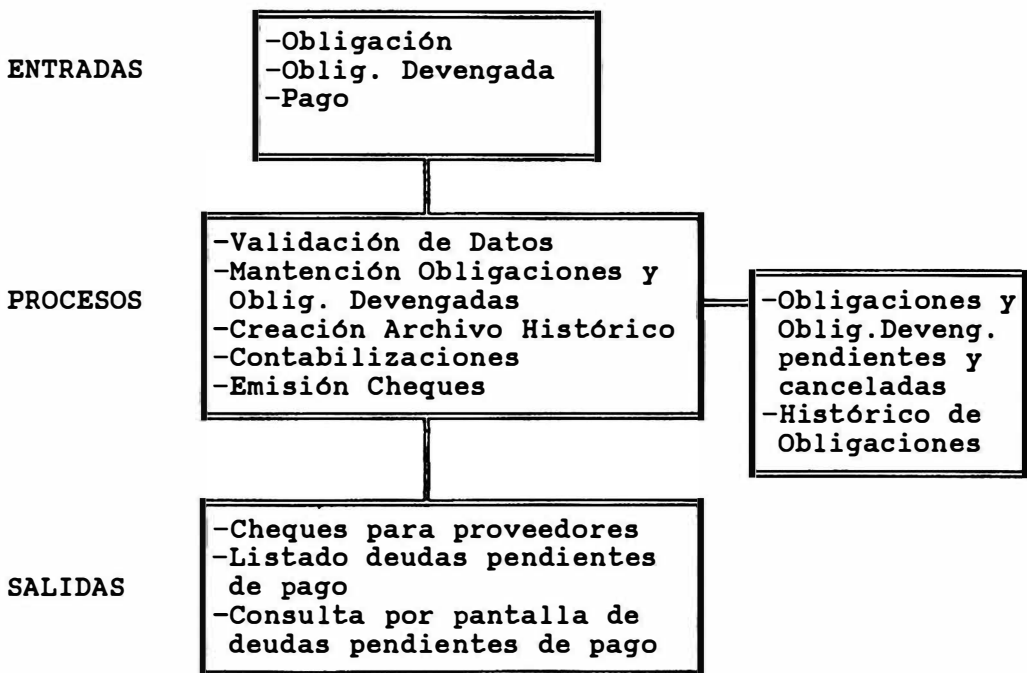 ENTRADAS
-Obligación
-Oblig. Devengada
-Pago
PROCESOS
-Validación de Datos
-Mantención Obligaciones y
Oblig. Devengadas
-Creación Archivo Histórico
-Contabilizaciones
-Emisión Cheques
-Obligaciones y
Oblig.Deveng.
pendientes y
canceladas
-Histórico de
Obligaciones
SALIDAS
-Cheques para proveedores
-Listado deudas pendientes
de pago
-Consulta por pantalla de
deudas pendientes de pago